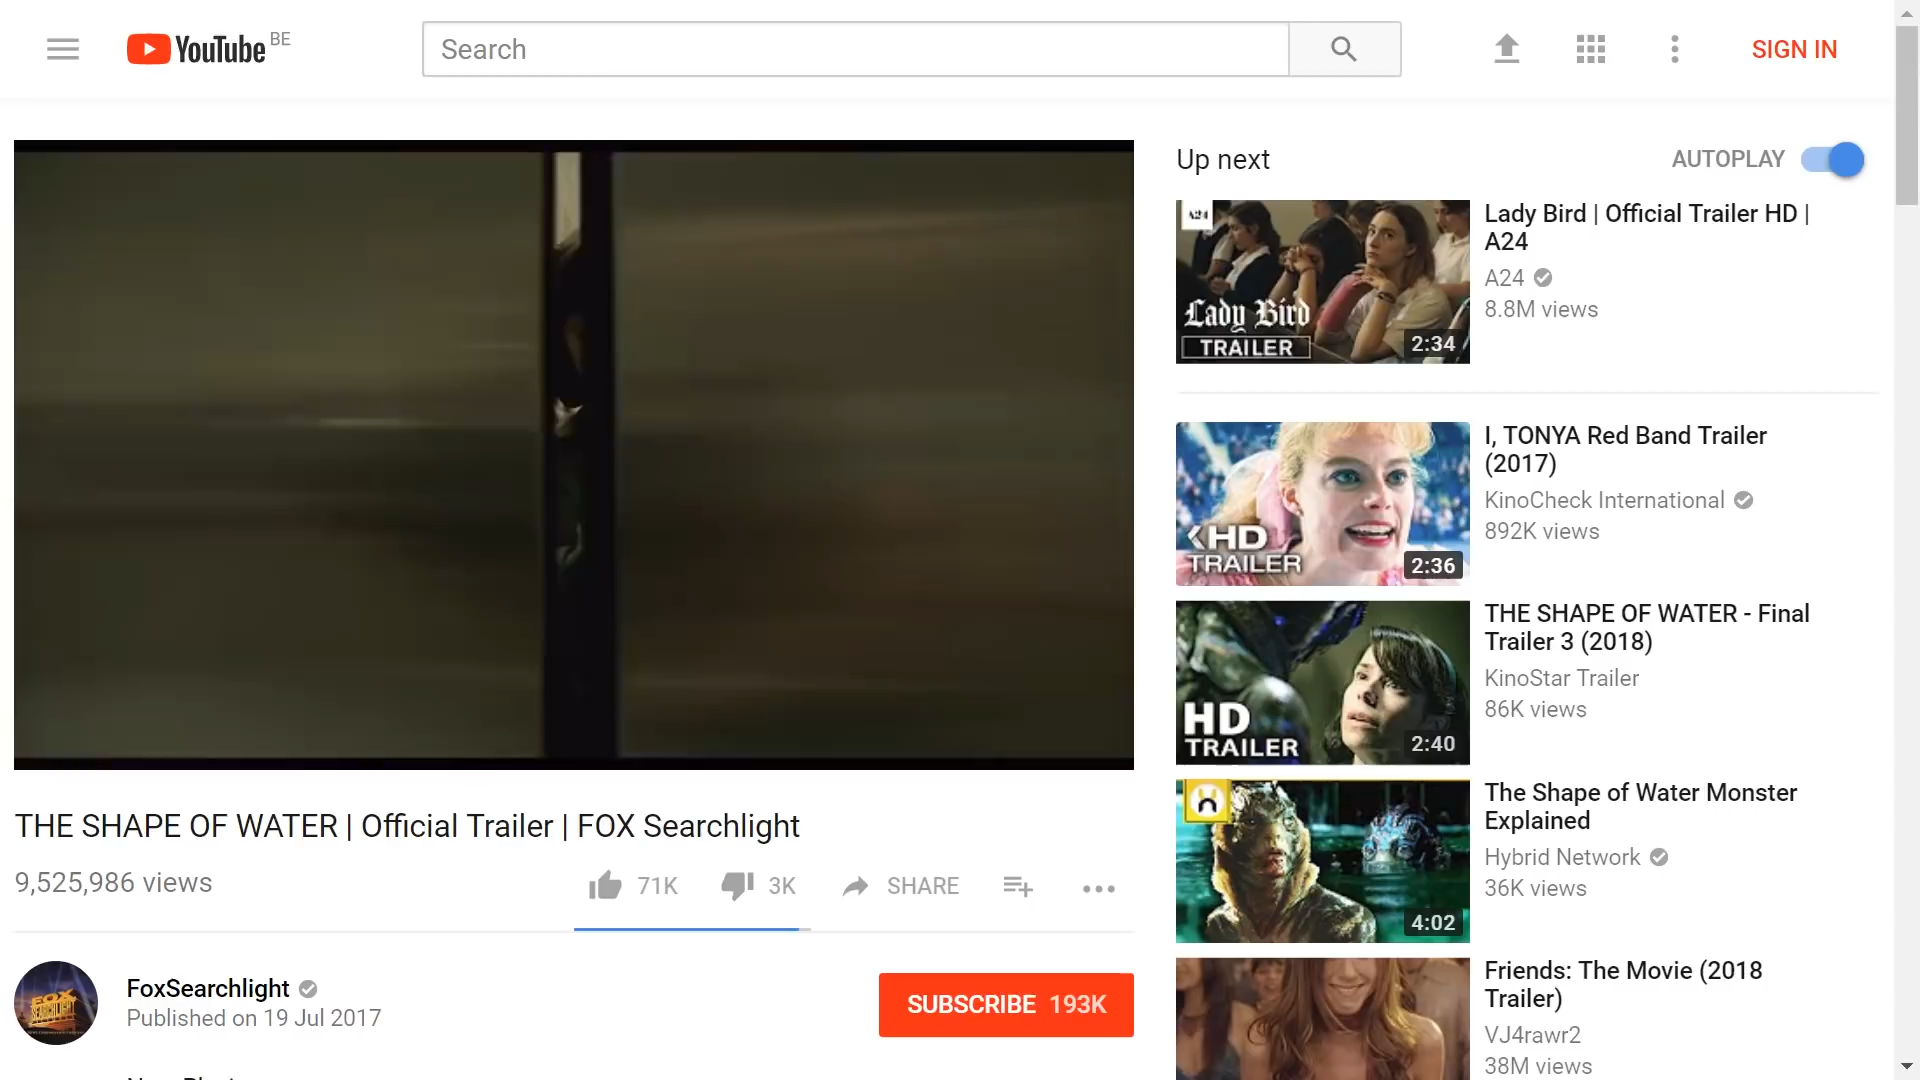 YouTube BE
Search
SIGN IN
Up next
AUTOPLAY
A24
Lady Bird
TRAILER
2:34
Lady Bird | Official Trailer HD |
A24
A24
8.8M views
HD
TRAILER
2:36
I, TONYA Red Band Trailer
(2017)
KinoCheck International
892K views
HD
TRAILER
2:40
THE SHAPE OF WATER - Final
Trailer 3 (2018)
KinoStar Trailer
86K views
4:02
The Shape of Water Monster
Explained
Hybrid Network
36K views
Friends: The Movie (2018
Trailer)
VJ4rawr2
38M views
THE SHAPE OF WATER | Official Trailer | FOX Searchlight
9,525,986 views
71K
3K
SHARE
FOX
SEARCHLIGHT
FoxSearchlight
Published on 19 Jul 2017
SUBSCRIBE 193K